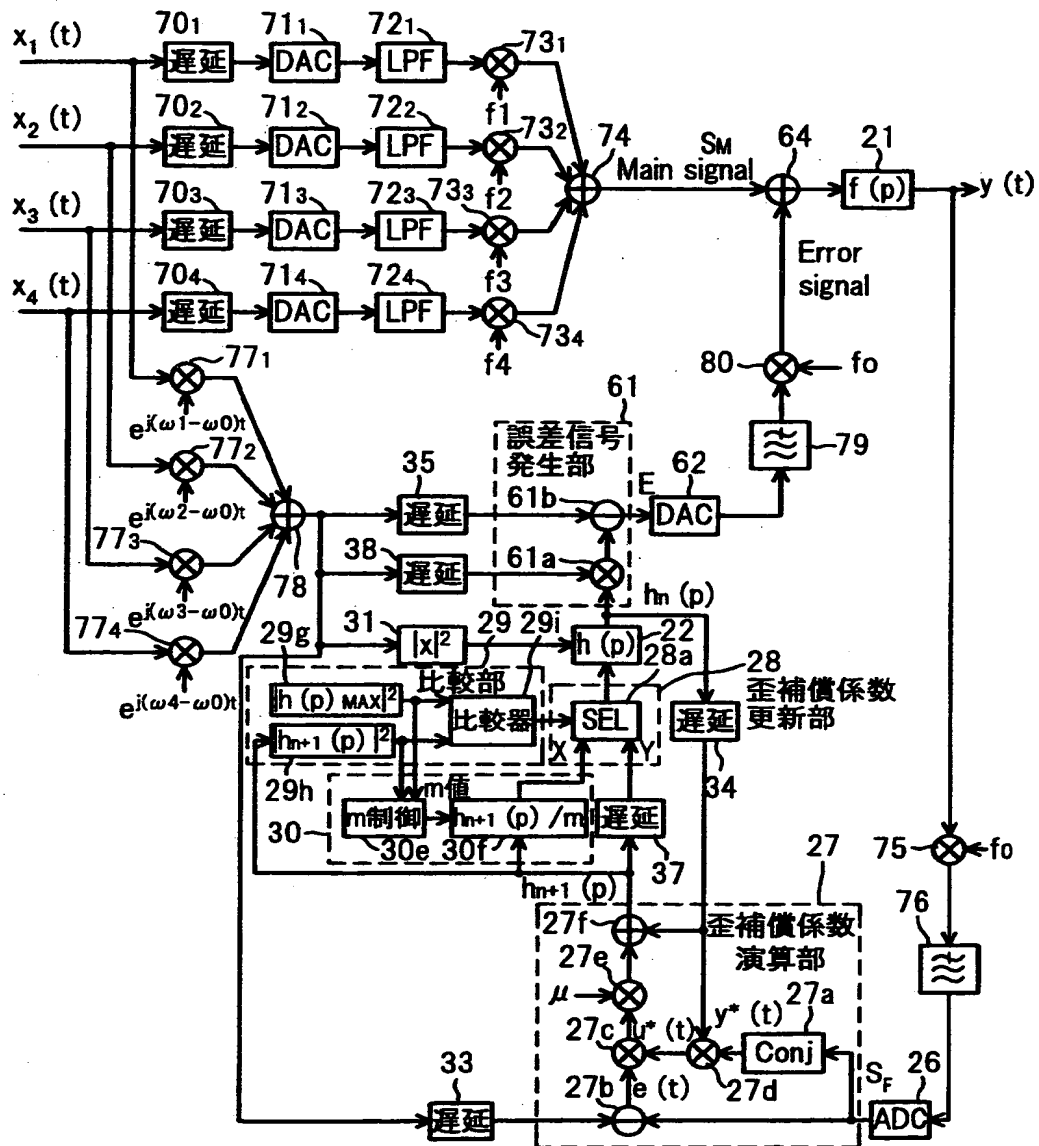 x1 (t)
701
遅延
711
DAC
721
LPF
731
f1
x2 (t)
702
遅延
712
DAC
722
LPF
732
f2
74
SM
Main signal
64
21
f (p)
y (t)
x3 (t)
703
遅延
713
DAC
723
LPF
733
f3
Error
signal
x4 (t)
704
遅延
714
DAC
724
LPF
734
f4
771
e^j(ω1−ω0)t
80
fo
61
誤差信号
発生部
772
e^j(ω2−ω0)t
35
遅延
61b
E
62
DAC
79
773
e^j(ω3−ω0)t
78
38
遅延
61a
hn (p)
774
e^j(ω4−ω0)t
31
|x|^2
29
29i
h (p)
22
28a
28
29g
|h (p) MAX|^2
比較部
比較器
SEL
X
Y
遅延
34
歪補償係数
更新部
|hn+1 (p) |^2
29h
m値
30
m制御
30e
hn+1 (p) /m
30f
遅延
37
75
fo
hn+1 (p)
27
27f
歪補償係数
演算部
76
27e
μ
27a
y* (t)
Conj
27c
u* (t)
27d
33
遅延
27b
e (t)
SF
26
ADC